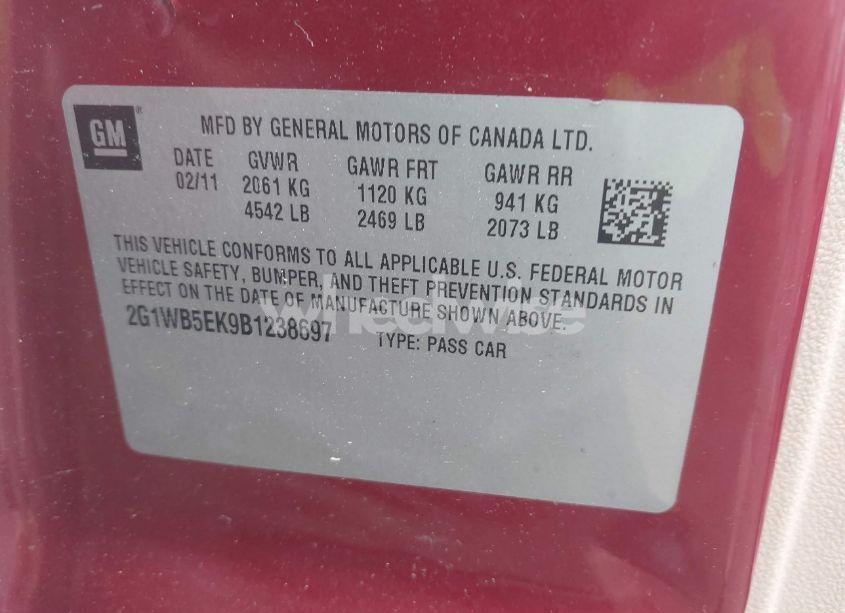 GM ®
MFD BY GENERAL MOTORS OF CANADA LTD.
DATE GVWR GAWR FRT GAWR RR
02/11 2061 KG 1120 KG 941 KG
4542 LB 2469 LB 2073 LB
THIS VEHICLE CONFORMS TO ALL APPLICABLE U.S. FEDERAL MOTOR
VEHICLE SAFETY, BUMPER, AND THEFT PREVENTION STANDARDS IN
EFFECT ON THE DATE OF MANUFACTURE SHOWN ABOVE.
2G1WB5EK9B1238697 TYPE: PASS CAR
wheelwise